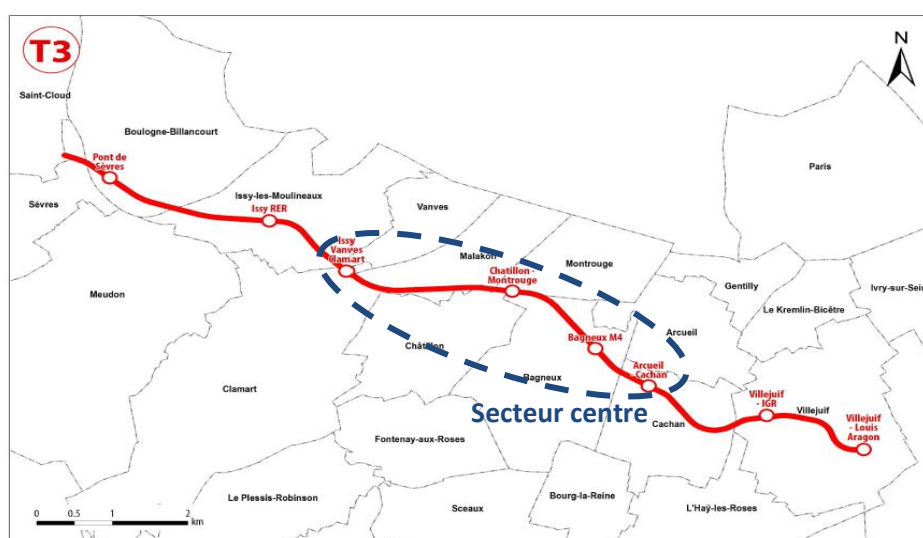 T3
N
Saint-Cloud
Boulogne-Billancourt
Paris
Pont de
Sèvres
Issy-les-Moulineaux
Sèvres
Issy RER
Vanves
Issy
Vanves
Clamart
Malakoff
Montrouge
Chatillon -
Montrouge
Gentilly
Ivry-sur-Sein
Meudon
Le Kremlin-Bicêtre
Arcueil
Bagneux M4
Châtillon
Arcueil
- Cachan
Bagneux
Clamart
Secteur centre
Villejuif
- IGR
Villejuif
Villejuif
- Louis
Aragon
Cachan
Fontenay-aux-Roses
Le Plessis-Robinson
Sceaux
Bourg-la-Reine
L'Haÿ-les-Roses
0 0.5 1 2
km